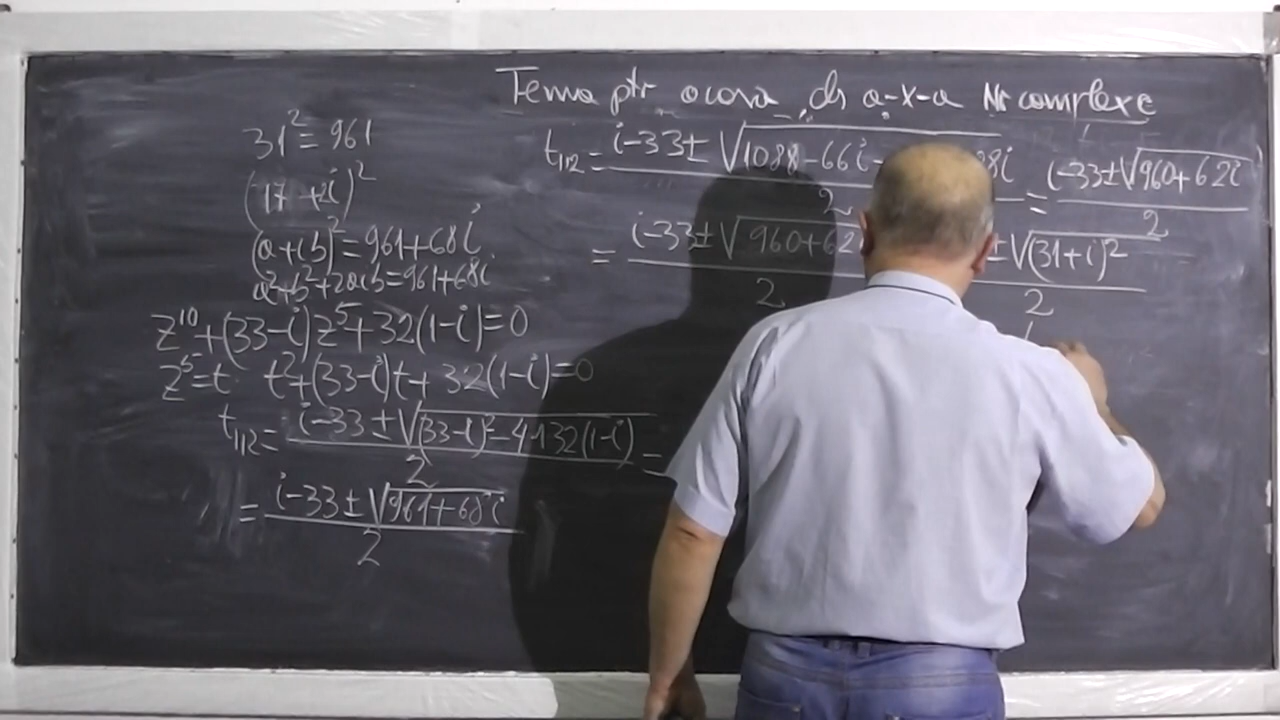 Tema ptr acasa ds a-X-a Nr complexe
31² = 961
(17 + 2i)²
(a+ib)² = 961+68i
a²+b²+2aib = 961+68i
z¹⁰+(33-i)z⁵+32(1-i)=0
z⁵=t t²+(33-i)t+32(1-i)=0
t₁,₂ = (i-33±√((33-i)²-4·1·32(1-i)))/2 =
= (i-33±√(961+68i))/2
t₁,₂ = (i-33±√(1088-66i- 8i))/2 = (i-33±√(960+62i))/2
= (i-33±√(960+62 ±√((31+i)²))/2